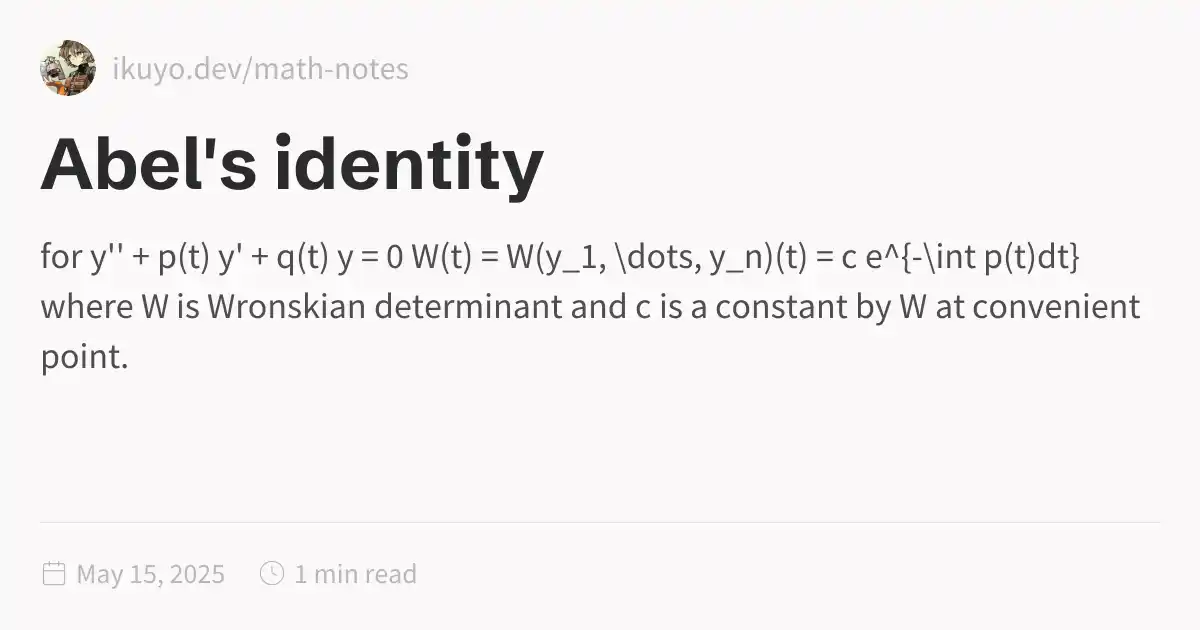 ikuyo.dev/math-notes
Abel's identity
for y'' + p(t) y' + q(t) y = 0 W(t) = W(y_1, \dots, y_n)(t) = c e^{-\int p(t)dt}
where W is Wronskian determinant and c is a constant by W at convenient
point.
May 15, 2025
1 min read